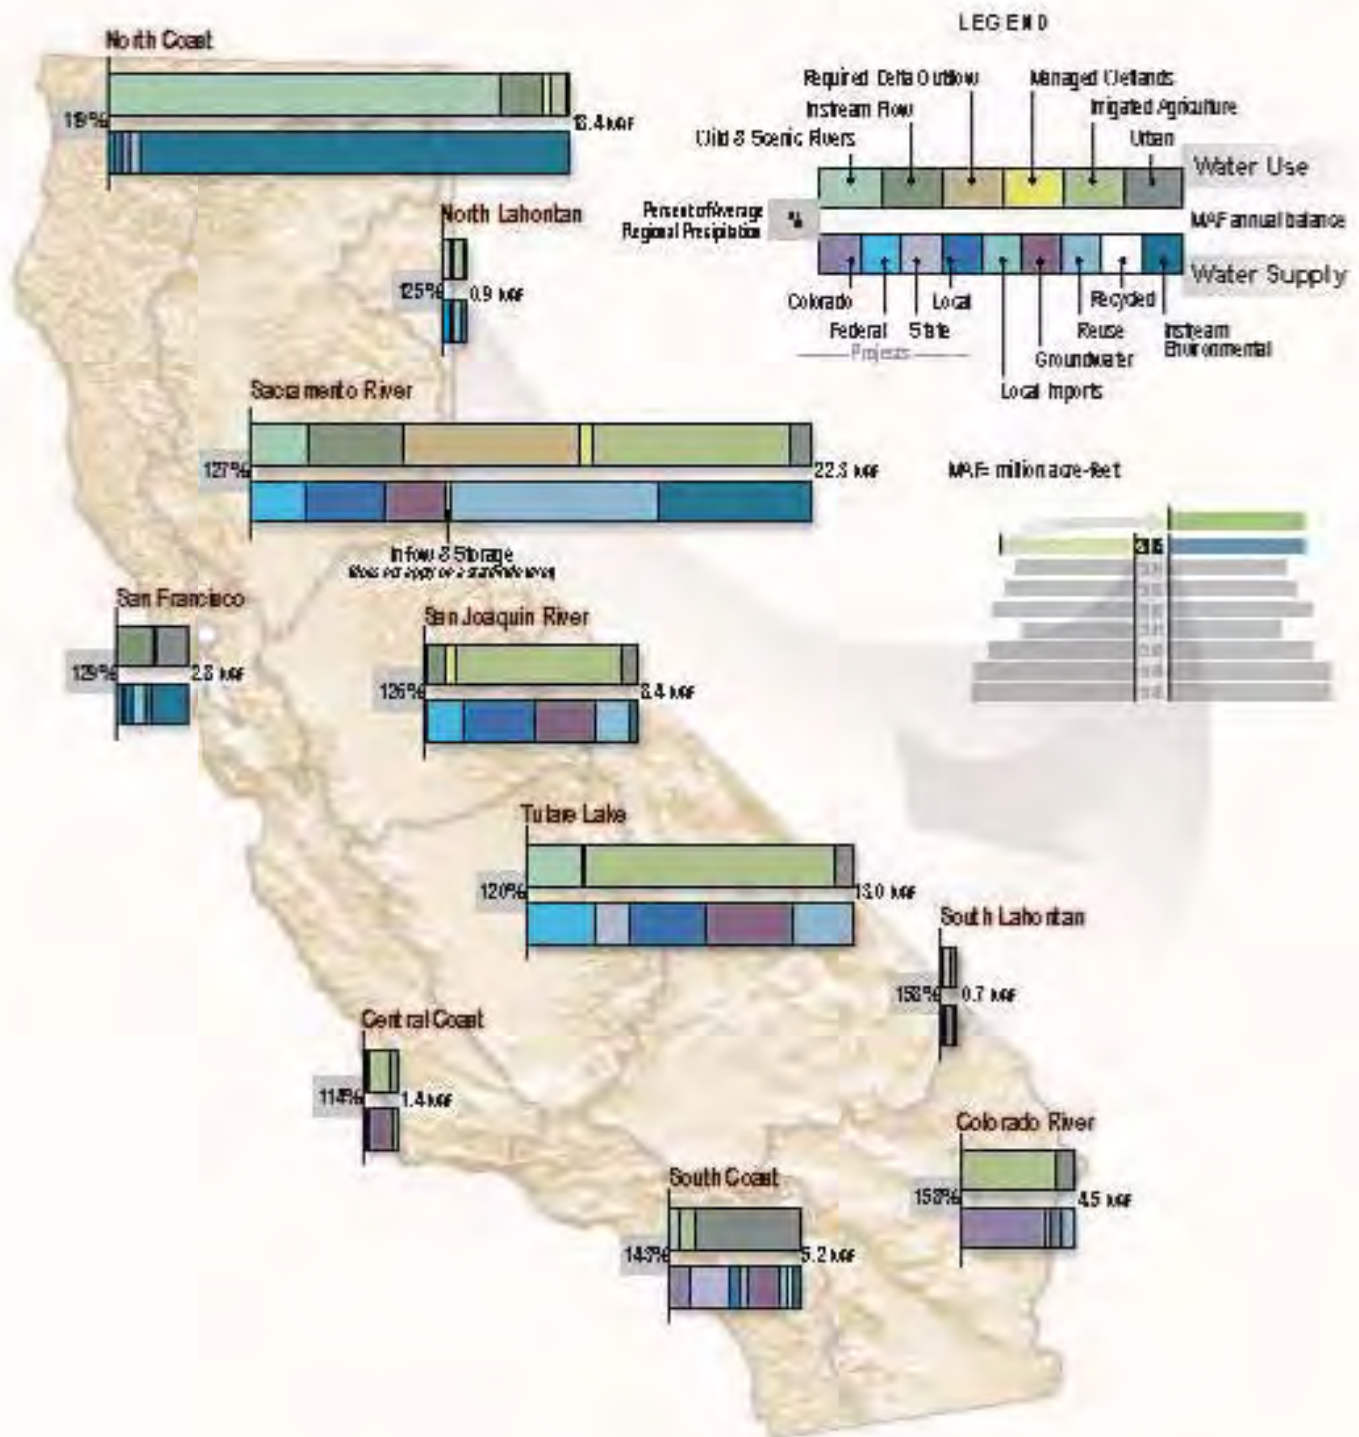 LEGEND
North Coast
Required Delta Outflow
Managed Wetlands
Instream Flow
Irrigated Agriculture
Wild & Scenic Rivers
Urban
Water Use
18.4 MAF
Percent of Average
Regional Precipitation
%
MAF annual balance
Water Supply
North Lahontan
125%
0.9 MAF
Colorado
Local
Recycled
Federal
State
Reuse
Instream
Environmental
Projects
Groundwater
Local Imports
Sacramento River
127%
MAF
MAF= million acre-feet
Inflow & Storage
San Francisco
129%
2.8 MAF
San Joaquin River
126%
8.4 MAF
Tulare Lake
120%
13.0 MAF
South Lahontan
0.7 MAF
Central Coast
114%
1.4 MAF
Colorado River
4.5 MAF
South Coast
5.2 MAF